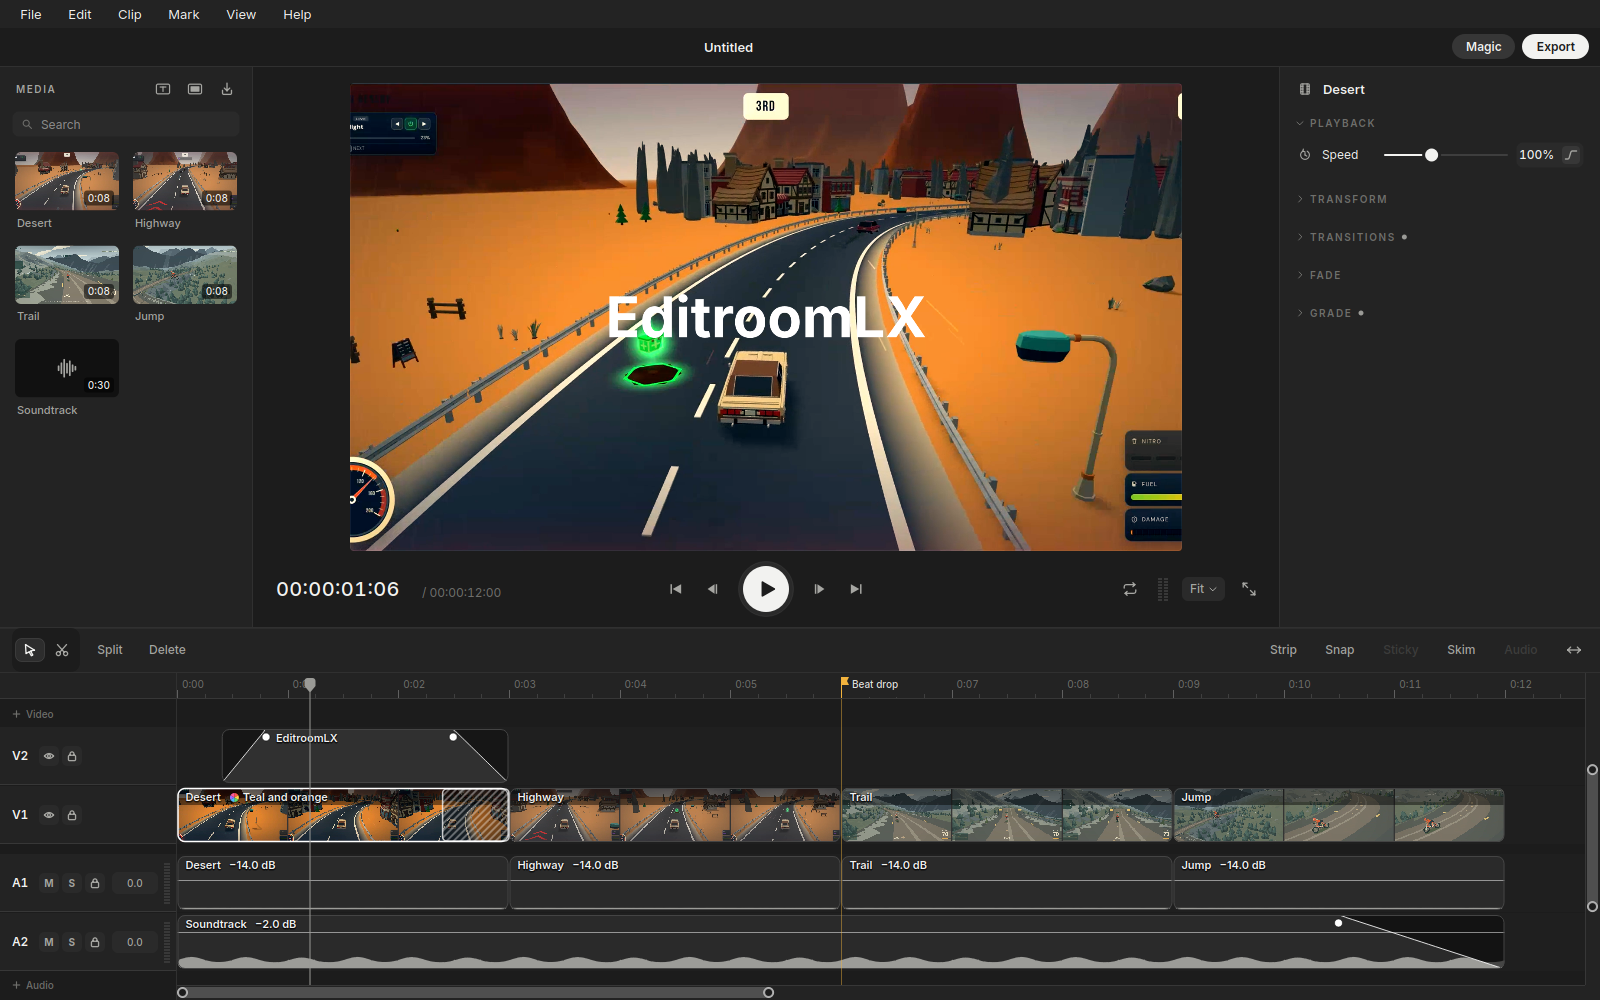 File Edit Clip Mark View Help
Untitled
Magic Export
MEDIA
Search
0:08
0:08
Desert
Highway
0:08
0:08
Trail
Jump
0:30
Soundtrack
3RD
EditroomLX
NITRO
FUEL
DAMAGE
00:00:01:06 / 00:00:12:00
Fit
Desert
PLAYBACK
Speed 100%
TRANSFORM
TRANSITIONS
FADE
GRADE
Split Delete
Strip Snap Sticky Skim Audio
0:00 0:02 0:03 0:04 0:05 Beat drop 0:07 0:08 0:09 0:10 0:11 0:12
+ Video
V2 EditroomLX
V1 Desert Teal and orange Highway Trail Jump
A1 M S 0.0 Desert −14.0 dB Highway −14.0 dB Trail −14.0 dB Jump −14.0 dB
A2 M S 0.0 Soundtrack −2.0 dB
+ Audio